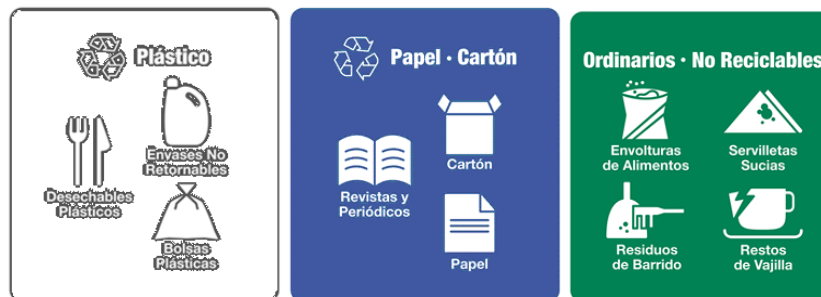 Plástico
Envases No
Retornables
Desechables
Plásticos
Bolsas
Plásticas
Papel · Cartón
Cartón
Revistas y
Periódicos
Papel
Ordinarios · No Reciclables
Envolturas
de Alimentos
Servilletas
Sucias
Residuos
de Barrido
Restos
de Vajilla